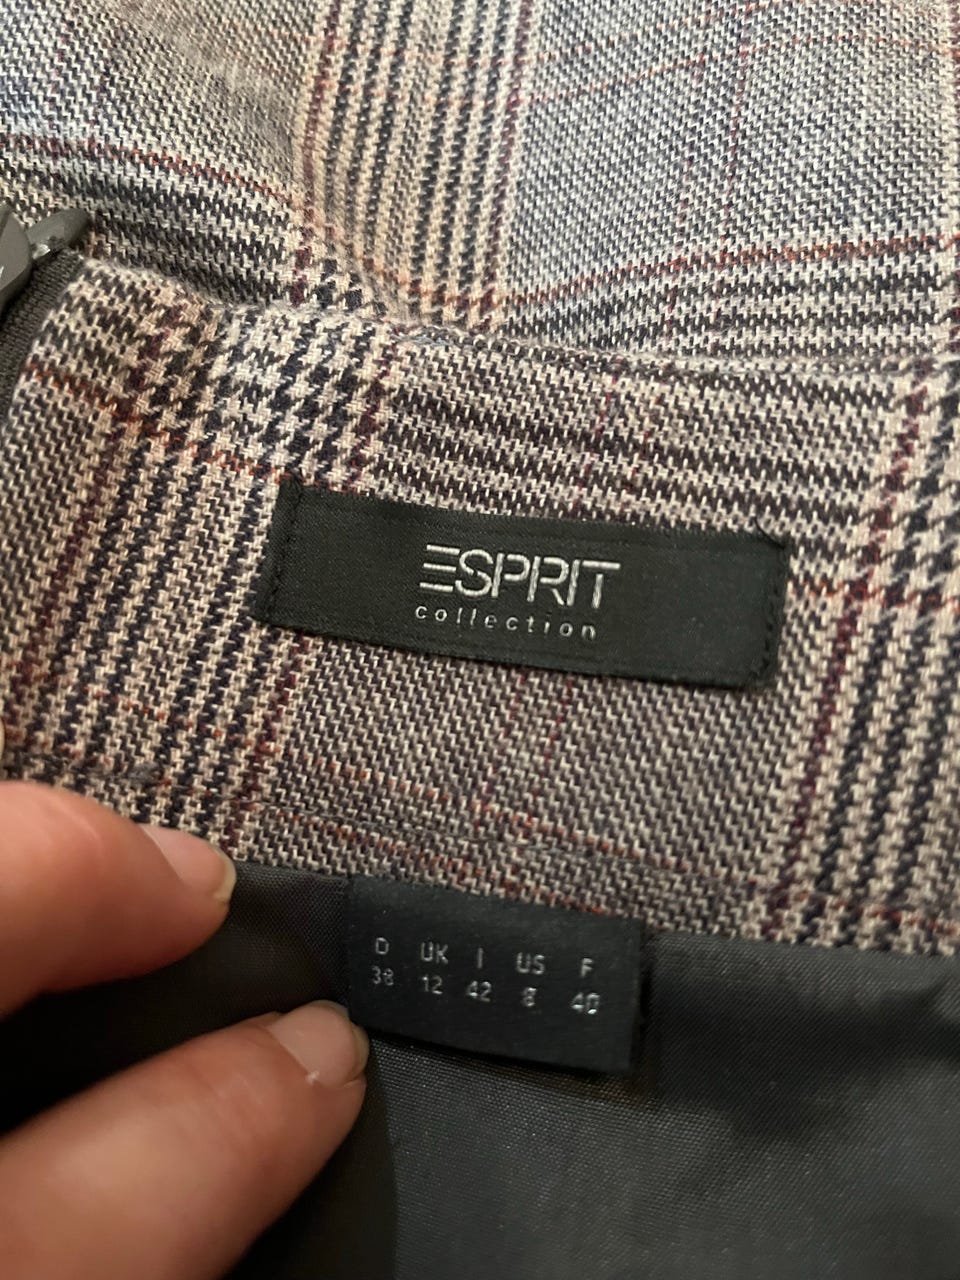 ESPRIT
collection
D UK I US F
38 12 42 8 40